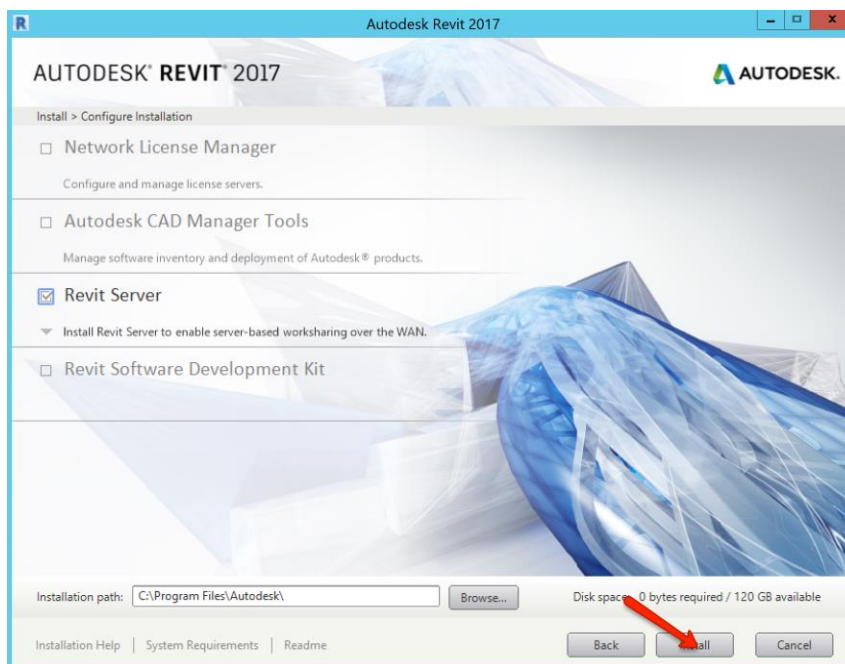 Autodesk Revit 2017
AUTODESK® REVIT® 2017
AUTODESK.
Install > Configure Installation
Network License Manager
Configure and manage license servers.
Autodesk CAD Manager Tools
Manage software inventory and deployment of Autodesk® products.
Revit Server
Install Revit Server to enable server-based worksharing over the WAN.
Revit Software Development Kit
Installation path: C:\Program Files\Autodesk\ Browse... Disk space: 0 bytes required / 120 GB available
Installation Help | System Requirements | Readme Back Install Cancel